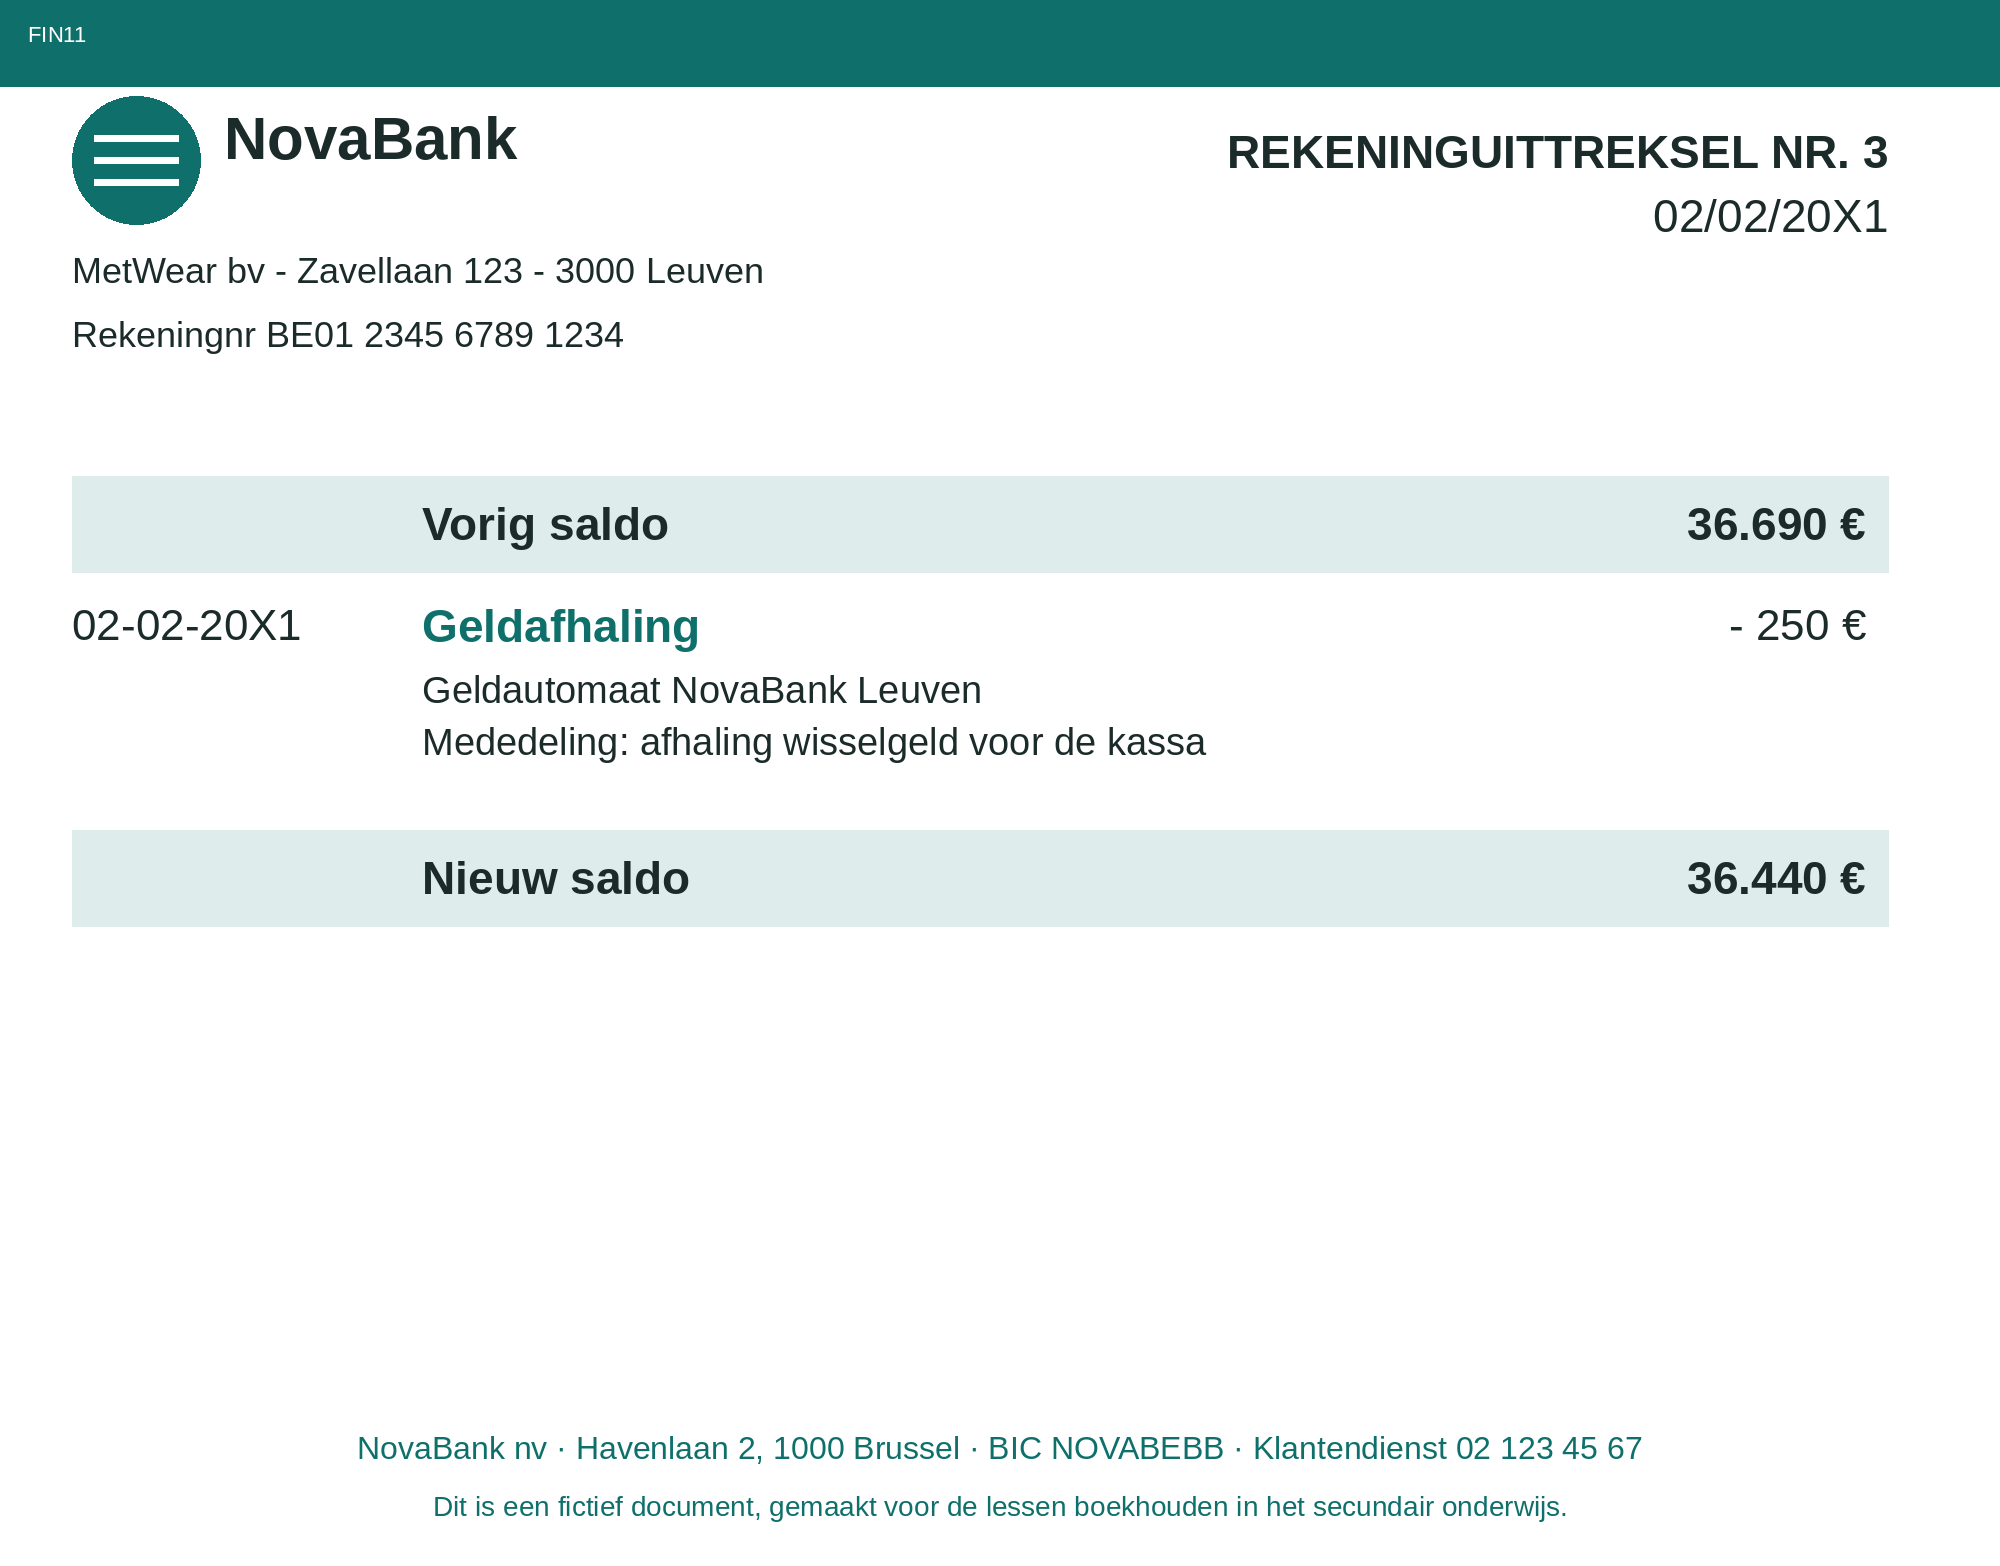 FIN11
NovaBank
REKENINGUITTREKSEL NR. 3
02/02/20X1
MetWear bv - Zavellaan 123 - 3000 Leuven
Rekeningnr BE01 2345 6789 1234
Vorig saldo 36.690 €
02-02-20X1 Geldafhaling - 250 €
Geldautomaat NovaBank Leuven
Mededeling: afhaling wisselgeld voor de kassa
Nieuw saldo 36.440 €
NovaBank nv · Havenlaan 2, 1000 Brussel · BIC NOVABEBB · Klantendienst 02 123 45 67
Dit is een fictief document, gemaakt voor de lessen boekhouden in het secundair onderwijs.